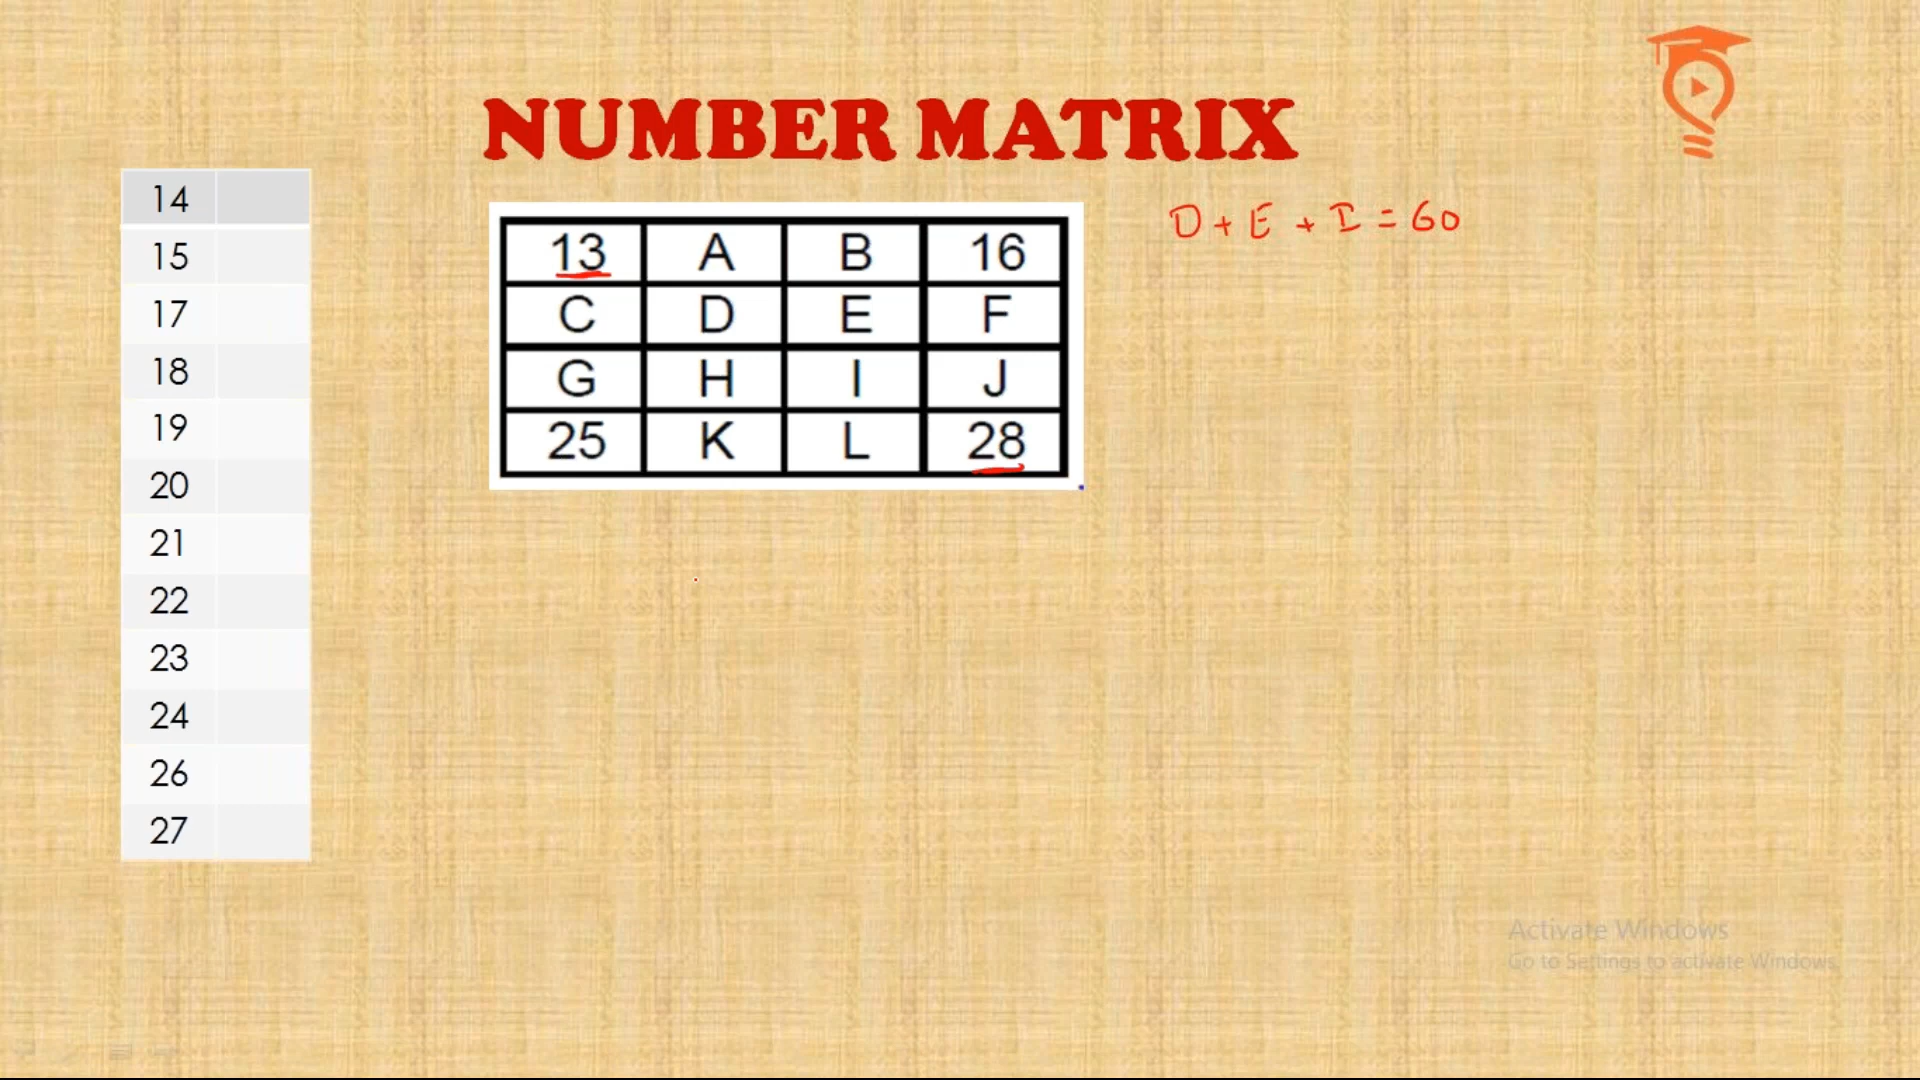 NUMBER MATRIX
14
15
17
18
19
20
21
22
23
24
26
27
13 A B 16
C D E F
G H I J
25 K L 28
D + E + I = 60
Activate Windows
Go to Settings to activate Windows.